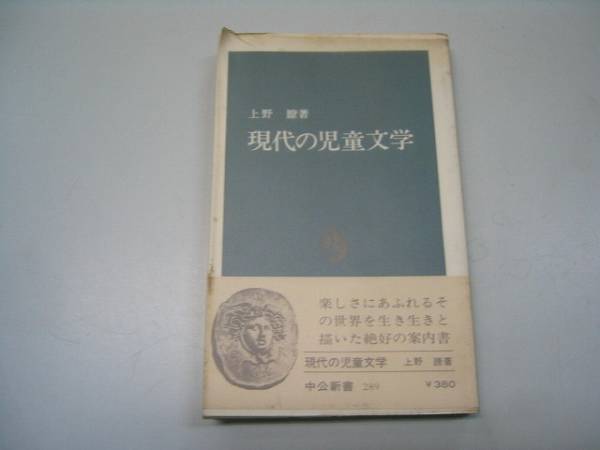 上野 瞭著
現代の児童文学
楽しさにあふれるそ
の世界を生き生きと
描いた絶好の案内書
現代の児童文学 上野 瞭著
中公新書 289
¥380